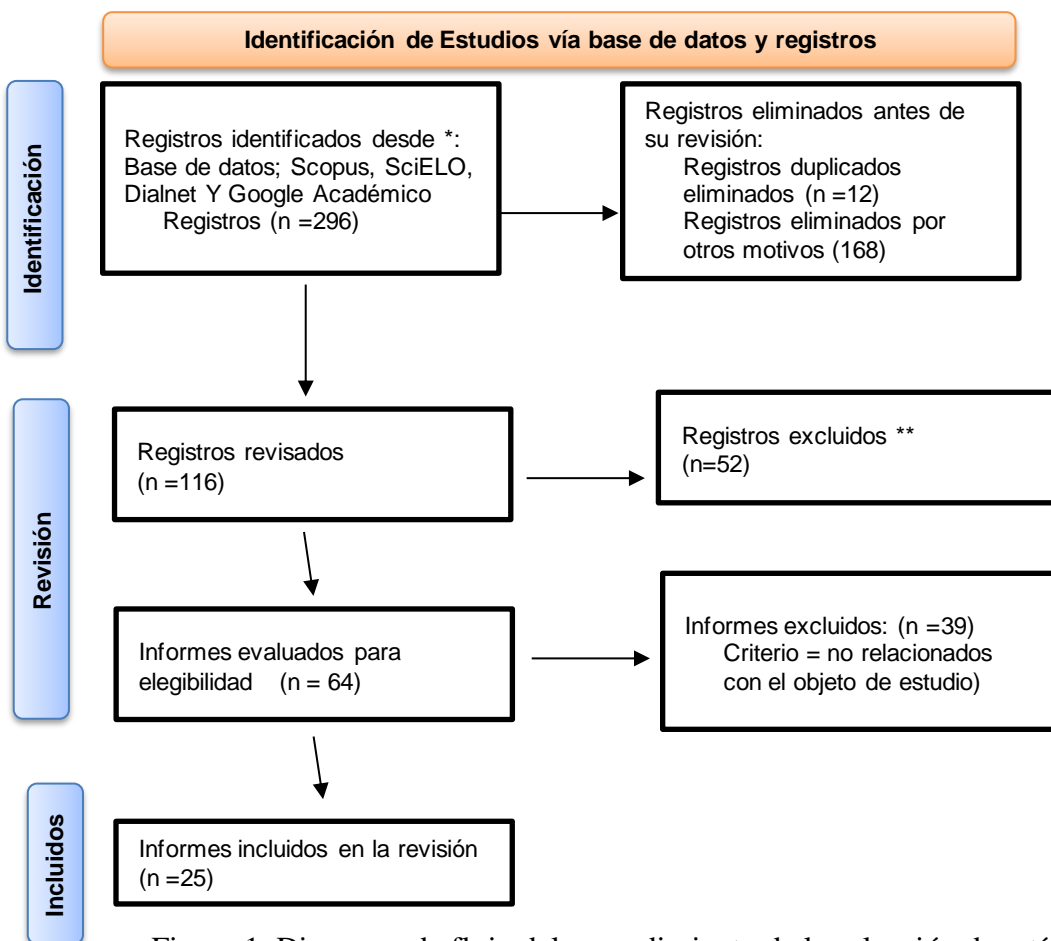 Identificación de Estudios vía base de datos y registros
Identificación
Registros identificados desde *:
Base de datos; Scopus, SciELO,
Dialnet Y Google Académico
Registros (n =296)
Registros eliminados antes de
su revisión:
Registros duplicados
eliminados (n =12)
Registros eliminados por
otros motivos (168)
Revisión
Registros revisados
(n =116)
Registros excluidos **
(n=52)
Informes evaluados para
elegibilidad (n = 64)
Informes excluidos: (n =39)
Criterio = no relacionados
con el objeto de estudio)
Incluidos
Informes incluidos en la revisión
(n =25)